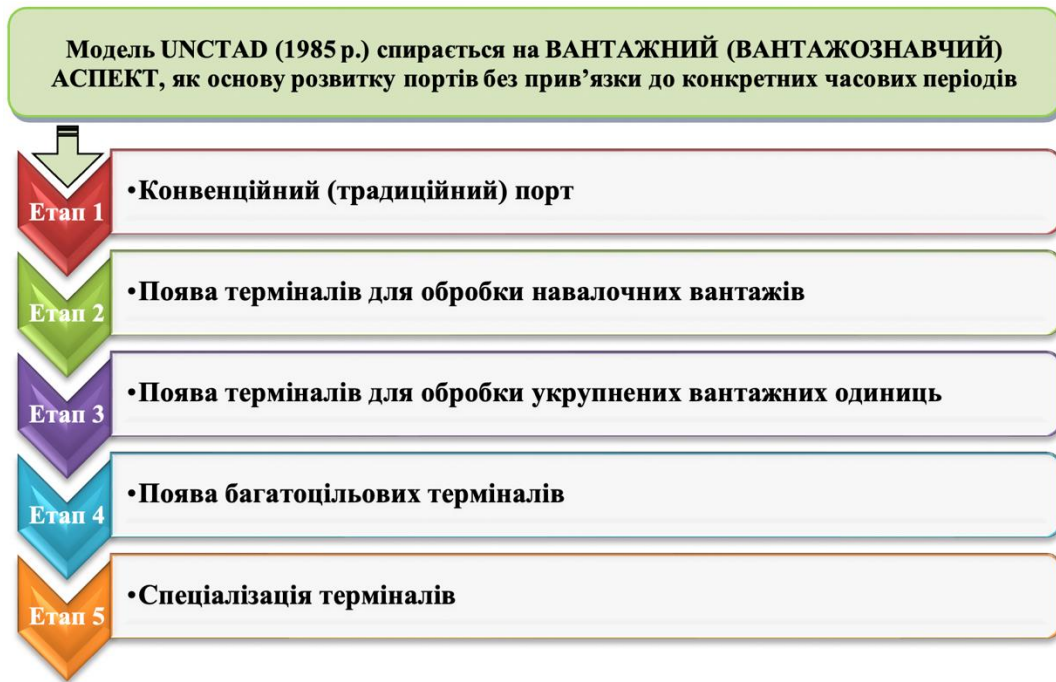 Модель UNCTAD (1985 р.) спирається на ВАНТАЖНИЙ (ВАНТАЖОЗНАВЧИЙ)
АСПЕКТ, як основу розвитку портів без прив’язки до конкретних часових періодів
Етап 1
•Конвенційний (традиційний) порт
Етап 2
•Поява терміналів для обробки навалочних вантажів
Етап 3
•Поява терміналів для обробки укрупнених вантажних одиниць
Етап 4
•Поява багатоцільових терміналів
Етап 5
•Спеціалізація терміналів